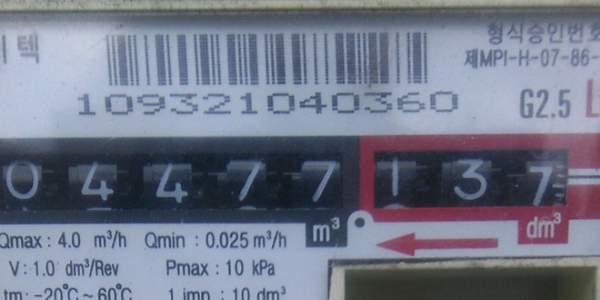 텍
형식승인번호
제MPI-H-07-86-
109321040360
G2.5 L
04477 137
m³ dm³
Qmax : 4.0 m³/h Qmin : 0.025 m³/h
V : 1.0 dm³/Rev Pmax : 10 kPa
tm : -20℃ ~ 60℃ 1 imp : 10 dm³